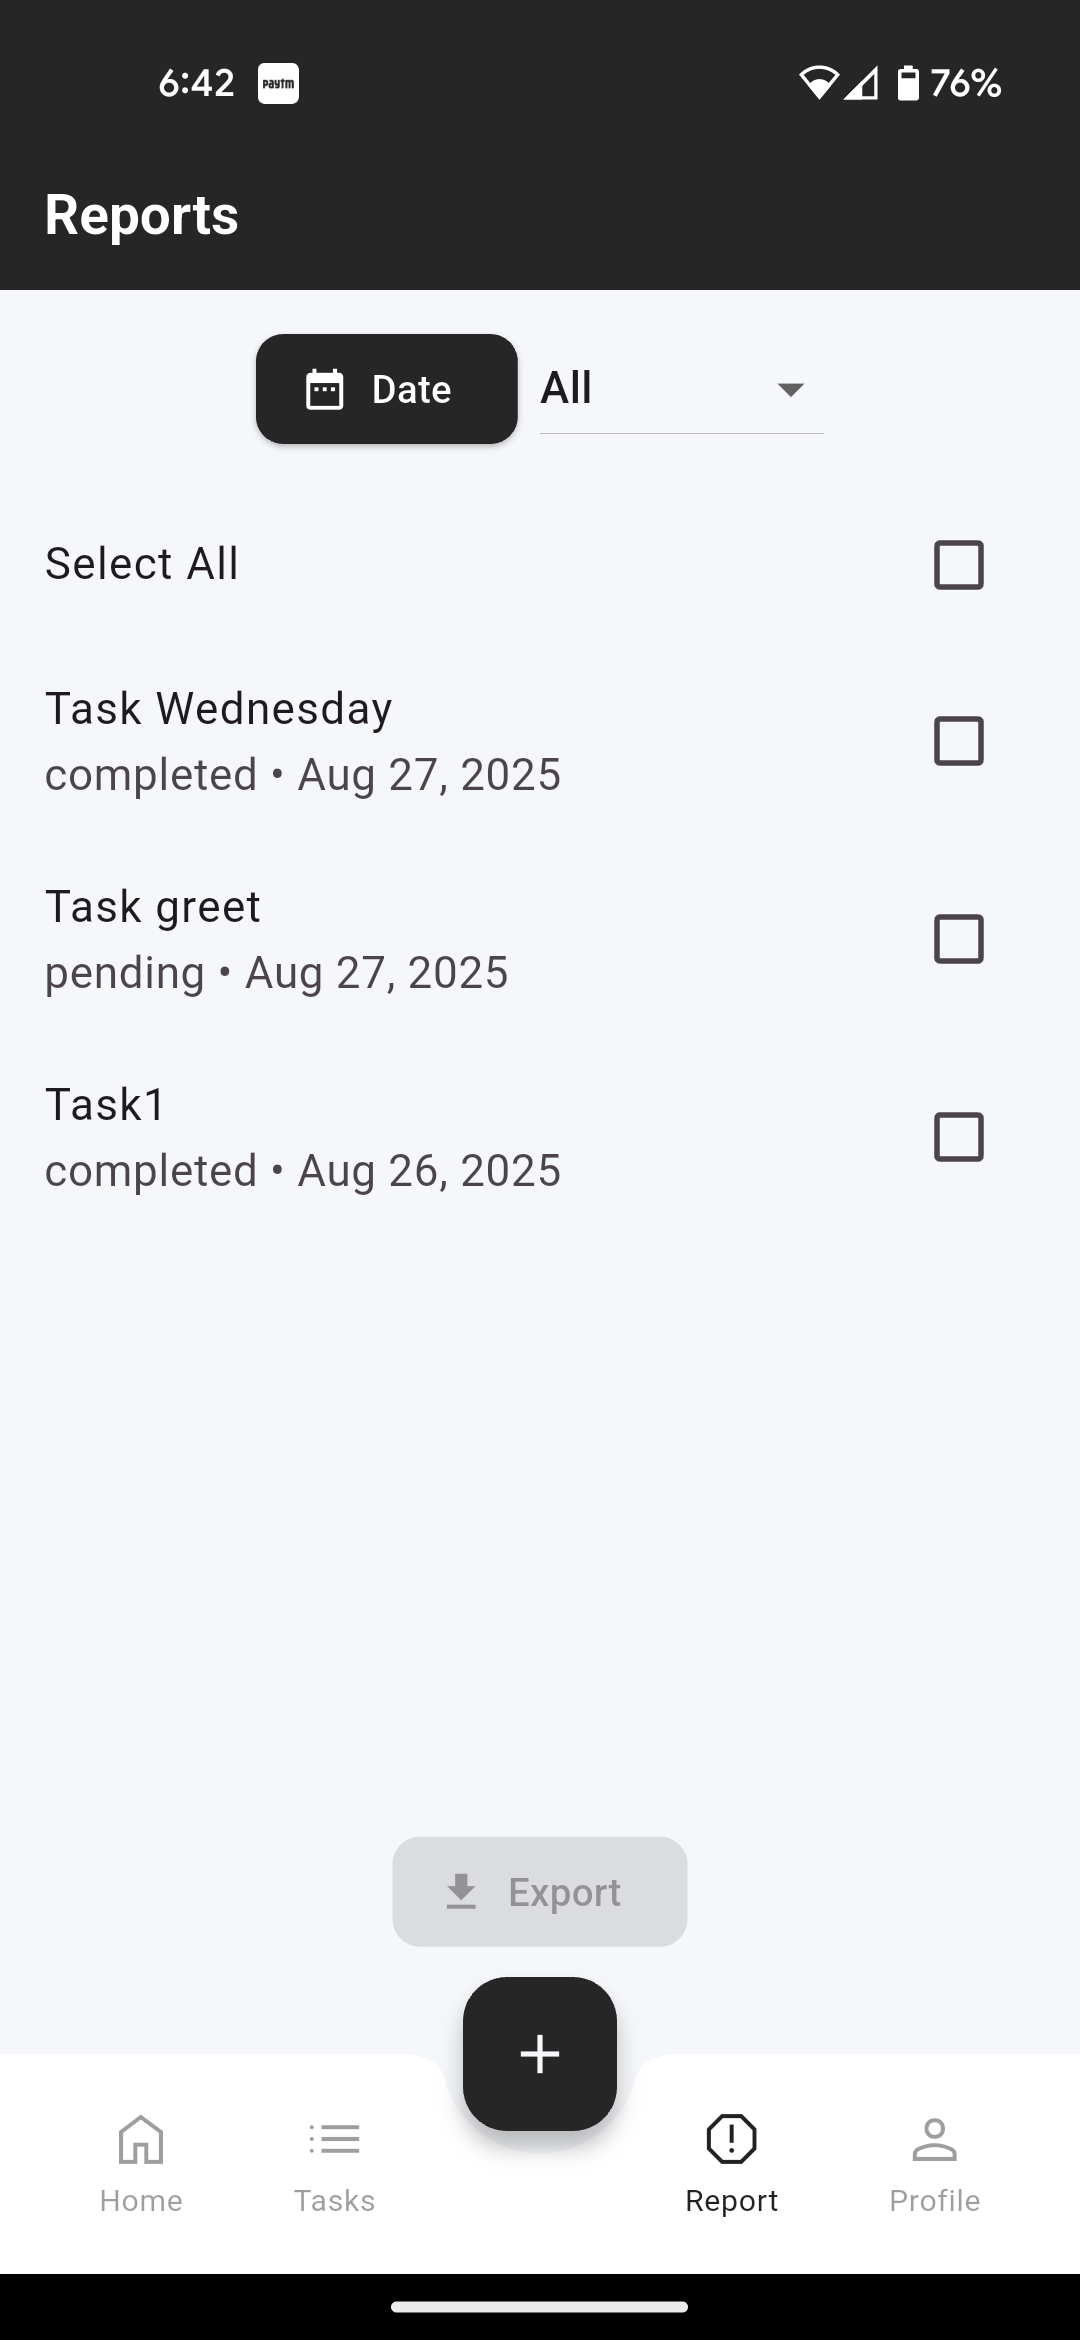 6:42 paytm 76%
Reports
Date All
Select All
Task Wednesday
completed • Aug 27, 2025
Task greet
pending • Aug 27, 2025
Task1
completed • Aug 26, 2025
Export
Home Tasks Report Profile